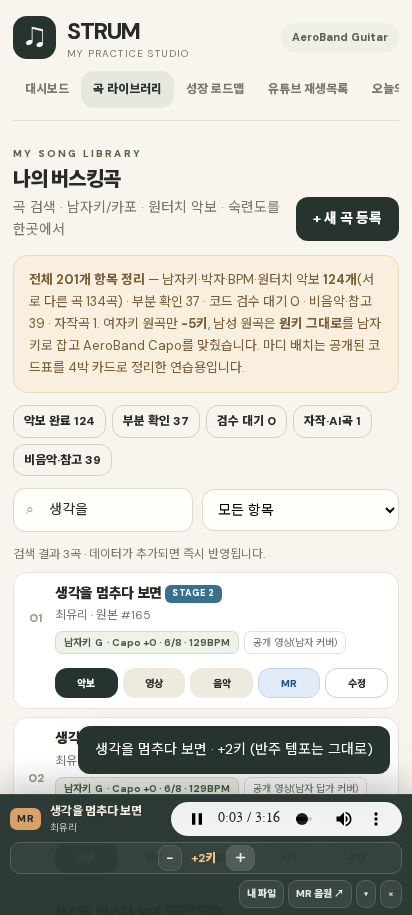 STRUM
MY PRACTICE STUDIO
AeroBand Guitar
대시보드 곡 라이브러리 성장 로드맵 유튜브 재생목록 오늘의
MY SONG LIBRARY
나의 버스킹곡
곡 검색 · 남자키/카포 · 원터치 악보 · 숙련도를
한곳에서
+ 새 곡 등록
전체 201개 항목 정리 — 남자키·박자·BPM·원터치 악보 124개(서
로 다른 곡 134곡) · 부분 확인 37 · 코드 검수 대기 0 · 비음악·참고
39 · 자작곡 1. 여자키 원곡만 -5키, 남성 원곡은 원키 그대로를 남자
키로 잡고 AeroBand Capo를 맞췄습니다. 마디 배치는 공개된 코
드표를 4박 카드로 정리한 연습용입니다.
악보 완료 124 부분 확인 37 검수 대기 0 자작·AI곡 1
비음악·참고 39
생각을
모든 항목
검색 결과 3곡 · 데이터가 추가되면 즉시 반영됩니다.
01
생각을 멈추다 보면 STAGE 2
최유리 · 원본 #165
남자키 G · Capo +0 · 6/8 · 129BPM 공개 영상(남자 커버)
악보 영상 음악 MR 수정
02
생각을 멈추다 보면 · +2키 (반주 템포는 그대로)
남자키 G · Capo +0 · 6/8 · 129BPM 공개 영상(남자 답가 커버)
MR
생각을 멈추다 보면
최유리
0:03 / 3:16
- +2키 +
내 파일 MR 음원 ↗ ▾ ×